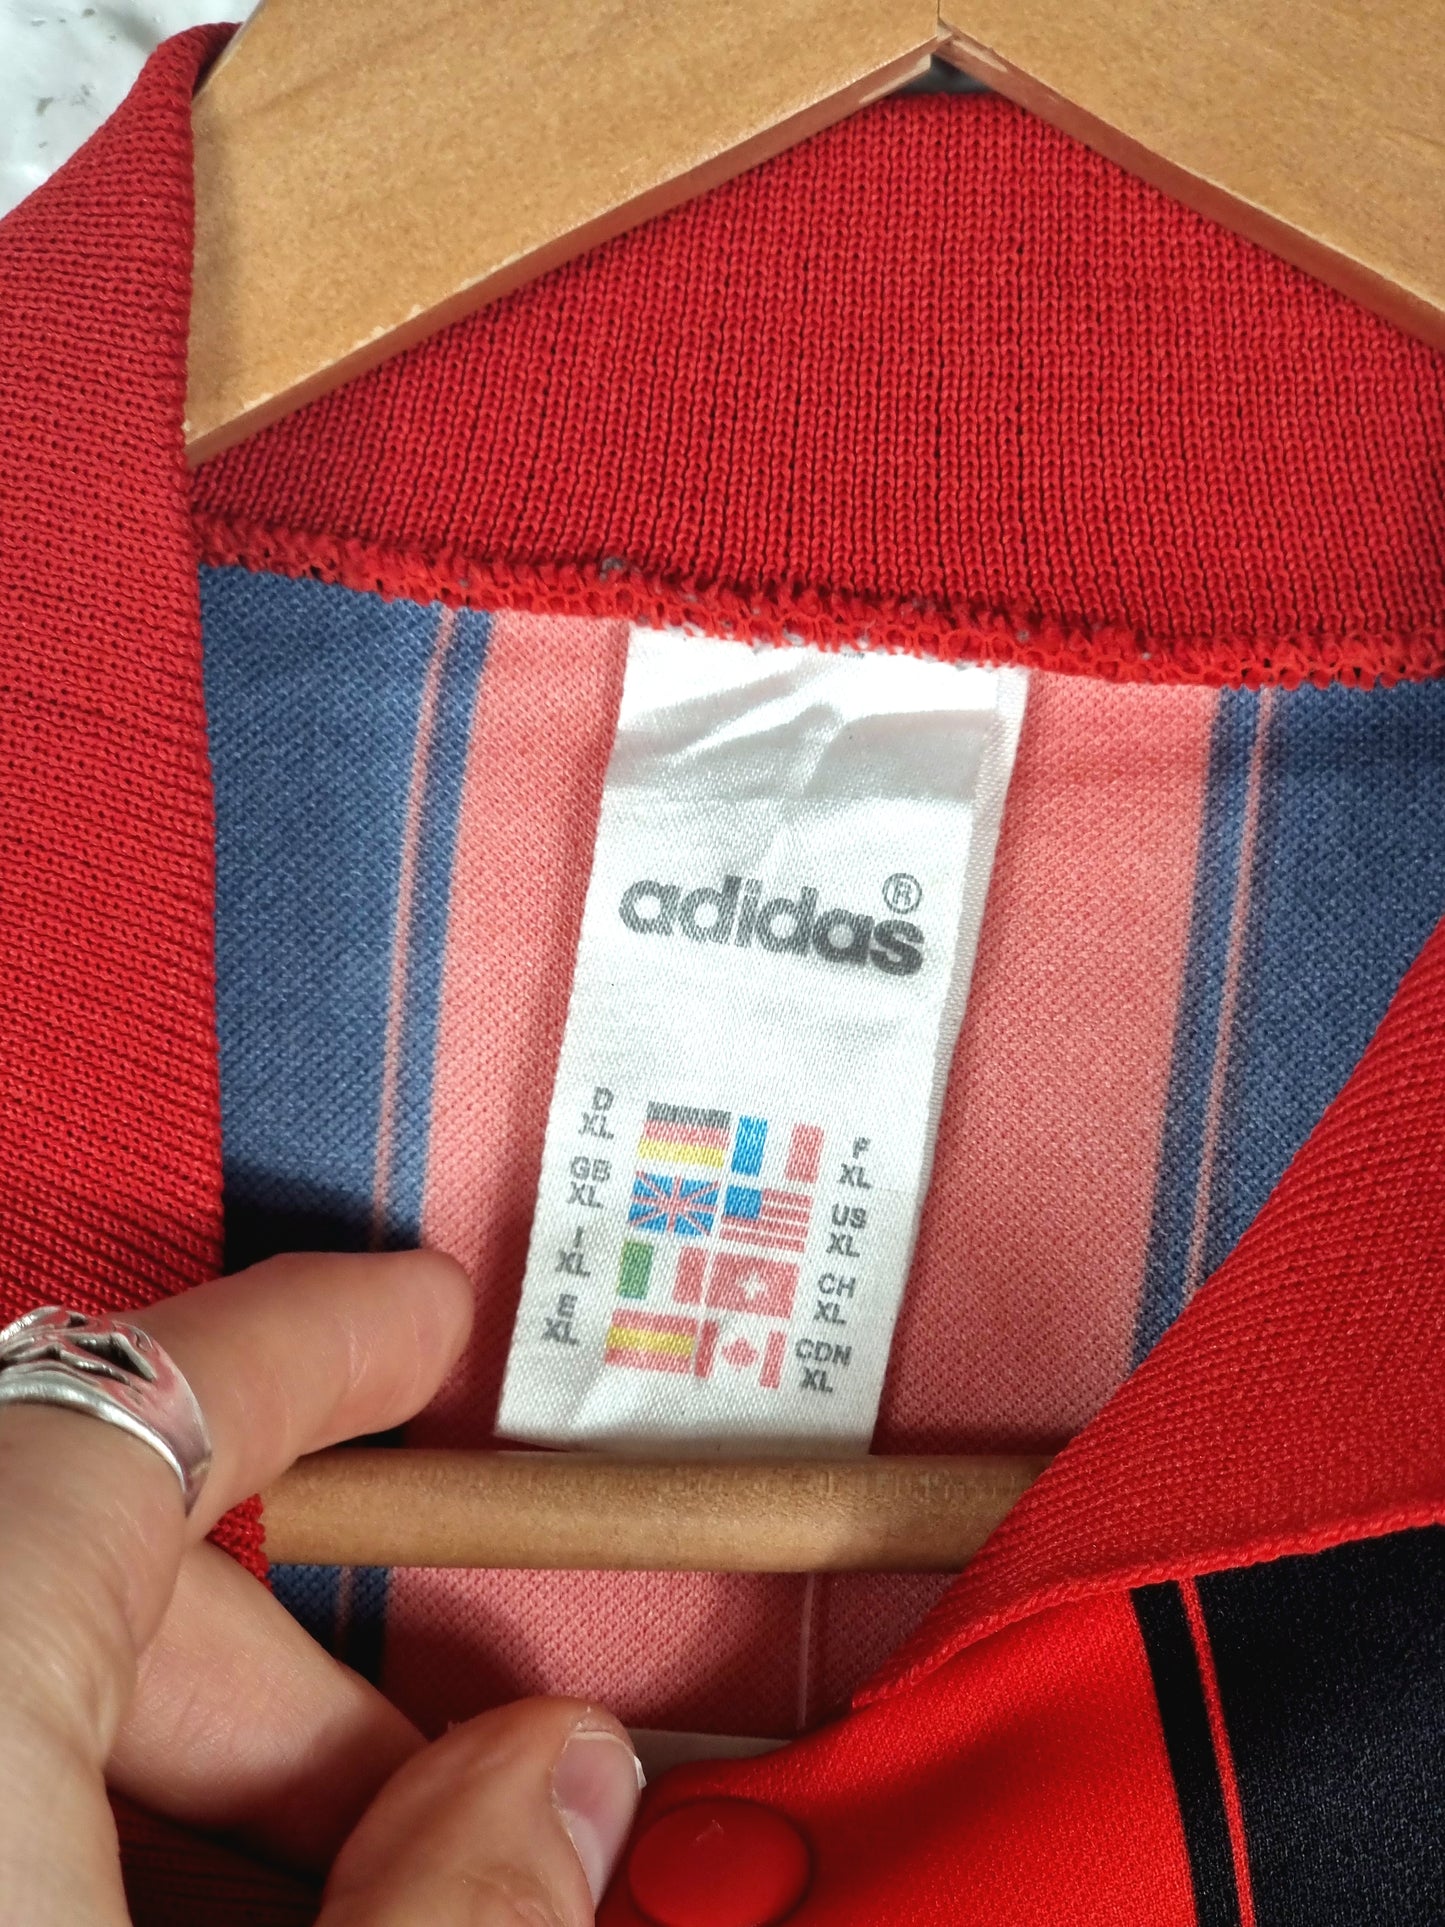 adidas®
D XL
F XL
GB XL
US XL
I XL
CH XL
E XL
CDN XL